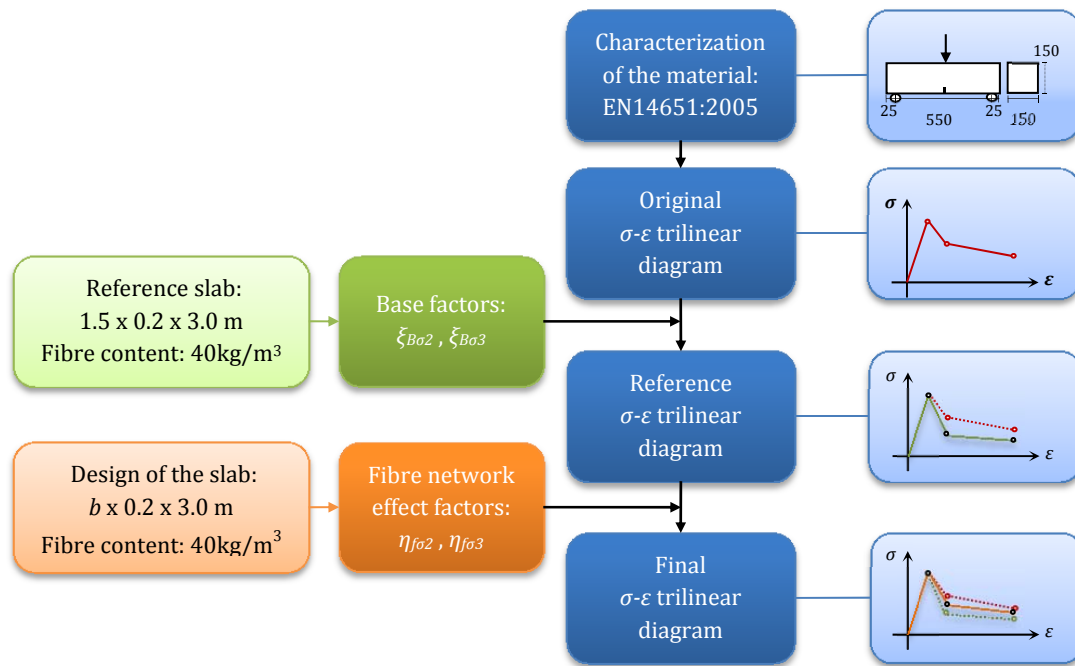 Characterization
of the material:
EN14651:2005
150
25
550
25
150
Original
σ-ε trilinear
diagram
σ
ε
Reference slab:
1.5 x 0.2 x 3.0 m
Fibre content: 40kg/m³
Base factors:
ξBσ2 , ξBσ3
Reference
σ-ε trilinear
diagram
σ
ε
Design of the slab:
b x 0.2 x 3.0 m
Fibre content: 40kg/m³
Fibre network
effect factors:
ηfσ2 , ηfσ3
Final
σ-ε trilinear
diagram
σ
ε